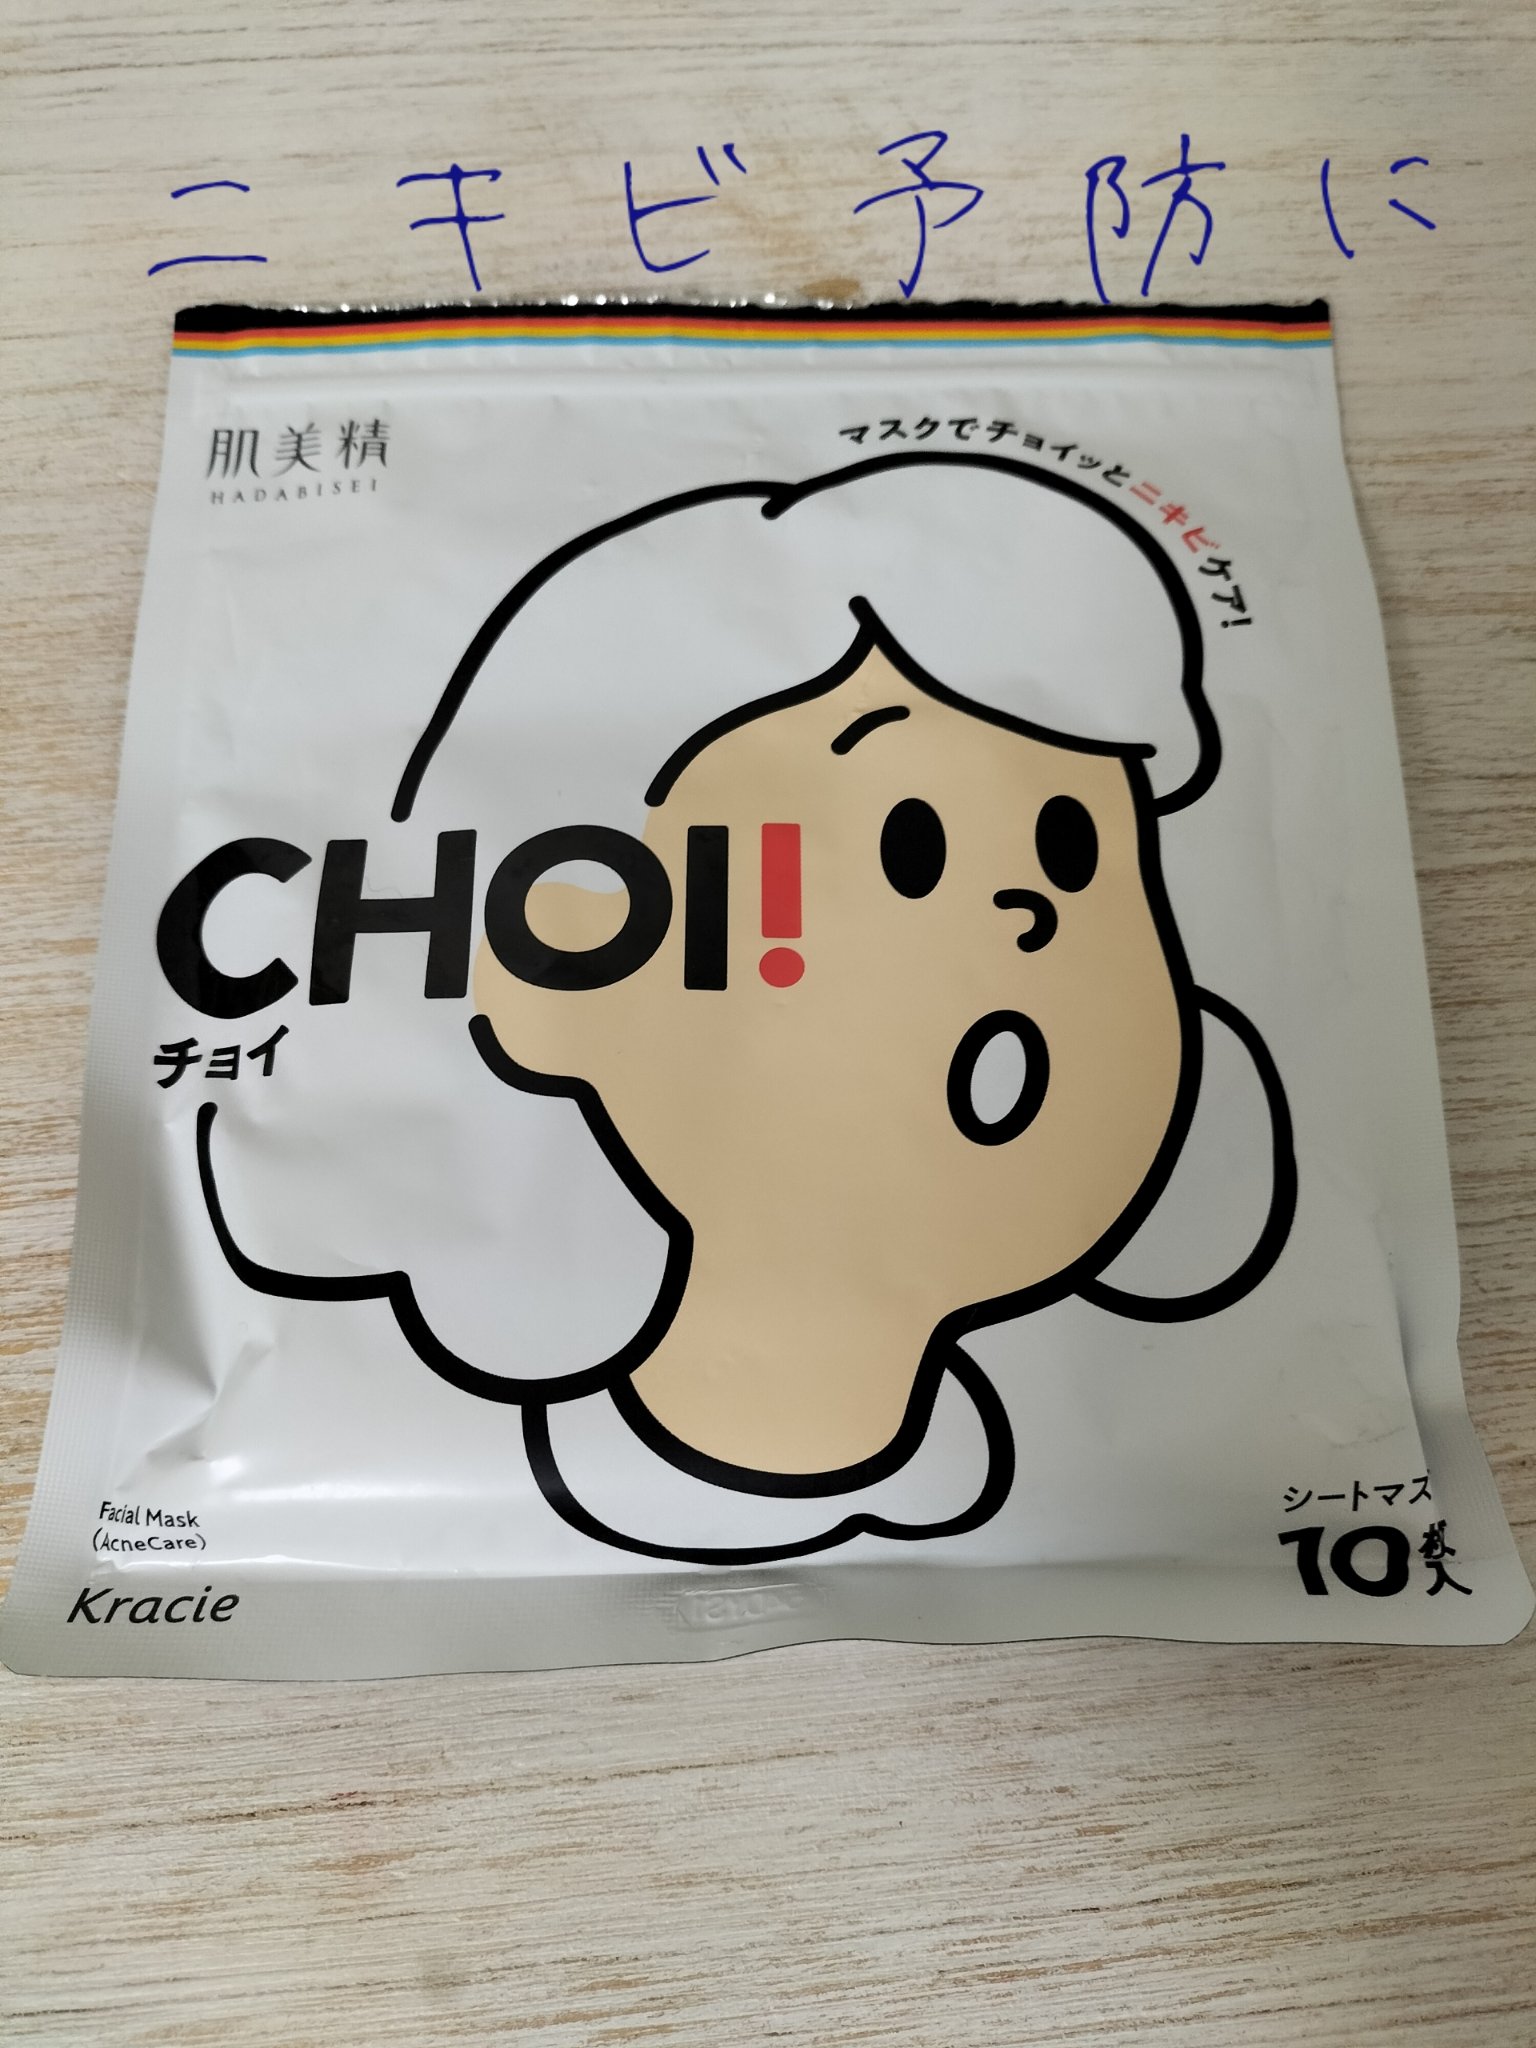 ニキビ予防に
肌美精
HADABISEI
マスクでチョイッとニキビケア!
CHOI!
チョイ
Facial Mask
(AcneCare)
Kracie
シートマスク
10枚入